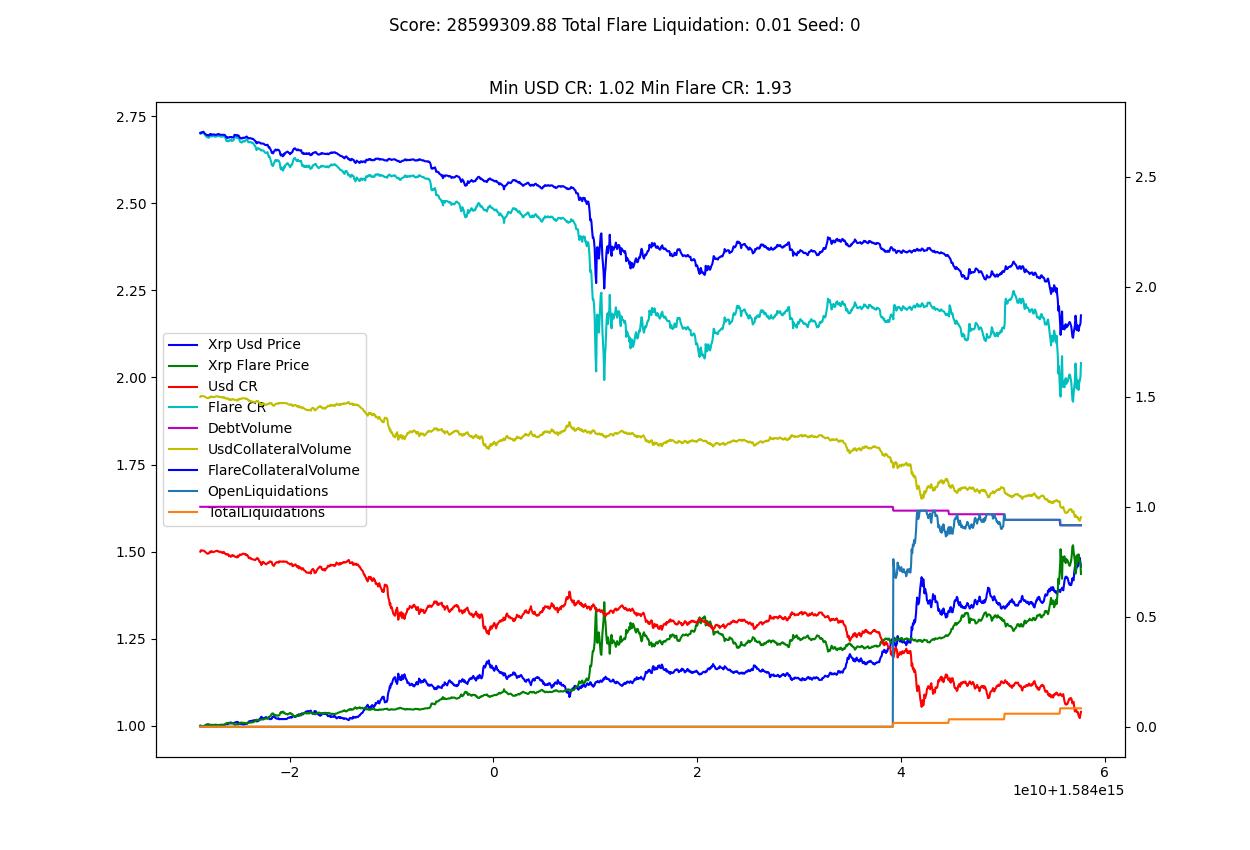 Score: 28599309.88 Total Flare Liquidation: 0.01 Seed: 0
Min USD CR: 1.02 Min Flare CR: 1.93
2.75
2.50
2.25
2.00
1.75
1.50
1.25
1.00
Xrp Usd Price
Xrp Flare Price
Usd CR
Flare CR
DebtVolume
UsdCollateralVolume
FlareCollateralVolume
OpenLiquidations
TotalLiquidations
2.5
2.0
1.5
1.0
0.5
0.0
−2 0 2 4 6
1e10+1.584e15